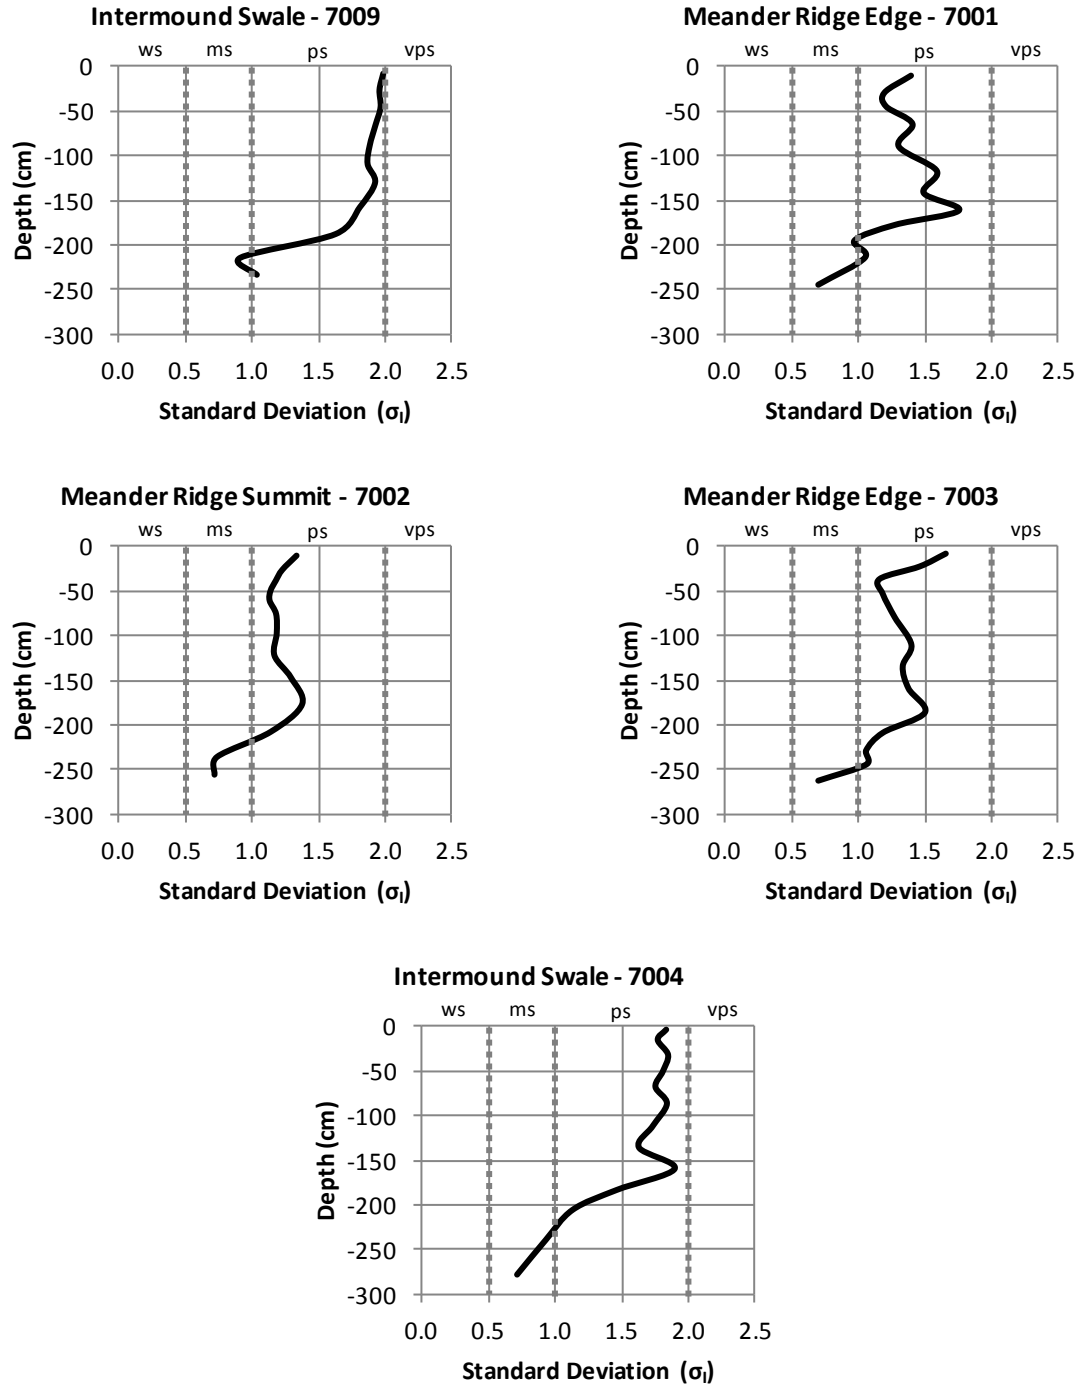 Intermound Swale - 7009
ws ms ps vps
0
-50
-100
-150
-200
-250
-300
Depth (cm)
0.0 0.5 1.0 1.5 2.0 2.5
Standard Deviation (σI)
Meander Ridge Edge - 7001
ws ms ps vps
0
-50
-100
-150
-200
-250
-300
Depth (cm)
0.0 0.5 1.0 1.5 2.0 2.5
Standard Deviation (σI)
Meander Ridge Summit - 7002
ws ms ps vps
0
-50
-100
-150
-200
-250
-300
Depth (cm)
0.0 0.5 1.0 1.5 2.0 2.5
Standard Deviation (σI)
Meander Ridge Edge - 7003
ws ms ps vps
0
-50
-100
-150
-200
-250
-300
Depth (cm)
0.0 0.5 1.0 1.5 2.0 2.5
Standard Deviation (σI)
Intermound Swale - 7004
ws ms ps vps
0
-50
-100
-150
-200
-250
-300
Depth (cm)
0.0 0.5 1.0 1.5 2.0 2.5
Standard Deviation (σI)